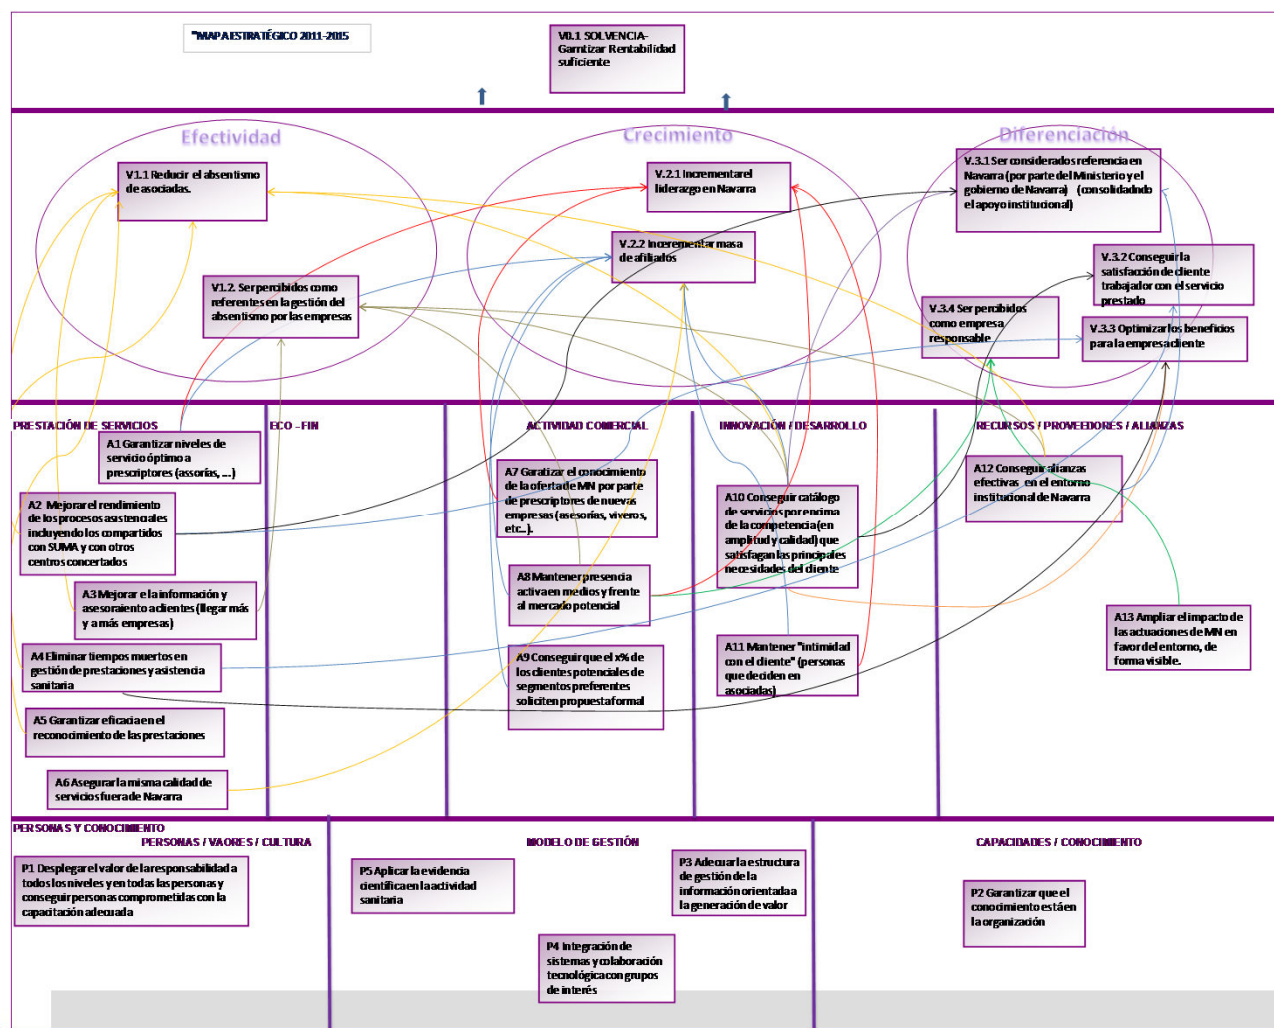 "MAPA ESTRATÉGICO 2011-2015
V0.1 SOLVENCIA-
Garntizar Rentabilidad
suficiente
Efectividad
Crecimiento
Diferenciación
V1.1 Reducir el absentismo
de asociadas.
V.2.1 Incrementar el
liderazgo en Navarra
V.3.1 Ser considerados referencia en
Navarra (por parte del Ministerio y el
gobierno de Navarra) (consolidadndo
el apoyo institucional)
V.2.2 Incrementar masa
de afiliados
V.3.2 Conseguir la
satisfacción de cliente
trabajador con el servicio
prestado
V1.2. Ser percibidos como
referentes en la gestión del
absentismo por las empresas
V.3.4 Ser percibidos
como empresa
responsable
V.3.3 Optimizar los beneficios
para la empresa cliente
PRESTACIÓN DE SERVICIOS
ECO – FIN
ACTIVIDAD COMERCIAL
INNOVACIÓN / DESARROLLO
RECURSOS / PROVEEDORES / ALIANZAS
A1 Garantizar niveles de
servicio óptimo a
prescriptores (assorías, ...)
A2 Mejorar el rendimiento
de los procesos asistenciales
incluyendo los compartidos
con SUMA y con otros
centros concertados
A3 Mejorar e la información y
asesoraiento a clientes (llegar más
y a más empresas)
A4 Eliminar tiempos muertos en
gestión de prestaciones y asistencia
sanitaria
A5 Garantizar eficacia en el
reconocimiento de las prestaciones
A6 Asegurar la misma calidad de
servicios fuera de Navarra
A7 Garatizar el conocimiento
de la oferta de MN por parte
de prescriptores de nuevas
empresas (asesorías, viveros,
etc...).
A8 Mantener presencia
activa en medios y frente
al mercado potencial
A9 Conseguir que el x% de
los clientes potenciales de
segmentos preferentes
soliciten propuesta formal
A10 Conseguir catálogo
de servicios por encima
de la competencia (en
amplitud y calidad) que
satisfagan las principales
necesidades del cliente
A11 Mantener "intimidad
con el cliente" (personas
que deciden en
asociadas)
A12 Conseguir alianzas
efectivas en el entorno
institucional de Navarra
A13 Ampliar el impacto de
las actuaciones de MN en
favor del entorno, de
forma visible.
PERSONAS Y CONOCIMIENTO
PERSONAS / VAORES / CULTURA
MODELO DE GESTIÓN
CAPACIDADES / CONOCIMIENTO
P1 Desplegar el valor de la responsabilidad a
todos los niveles y en todas las personas y
conseguir personas comprometidas con la
capacitación adecuada
P5 Aplicar la evidencia
científica en la actividad
sanitaria
P3 Adecuar la estructura
de gestión de la
información orientada a
la generación de valor
P2 Garantizar que el
conocimiento está en
la organización
P4 Integración de
sistemas y colaboración
tecnológica con grupos
de interés